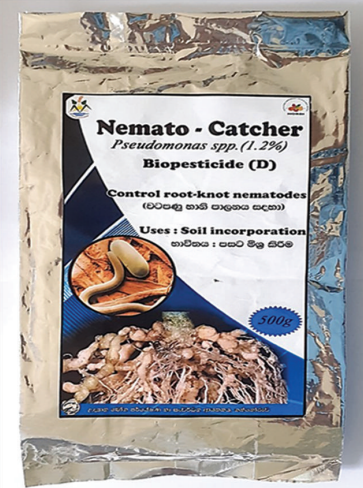 Nemato - Catcher
Pseudomonas spp.(1.2%)
Biopesticide (D)
Control root-knot nematodes
(වටපණු හානි පාලනය සඳහා)
Uses : Soil incorporation
භාවිතය : පසට මිශ්‍ර කිරීම
500g